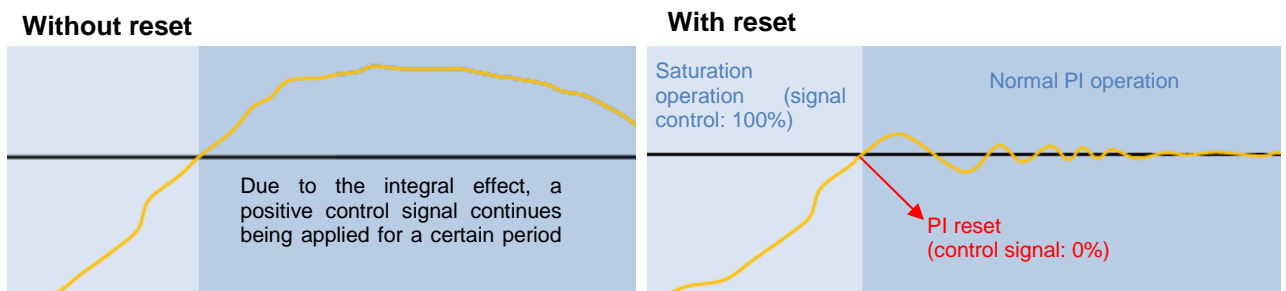 Without reset
Due to the integral effect, a
positive control signal continues
being applied for a certain period
With reset
Saturation
operation (signal
control: 100%)
Normal PI operation
PI reset
(control signal: 0%)